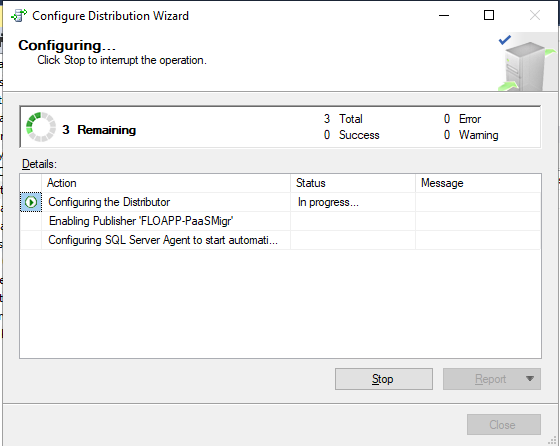 Configure Distribution Wizard
Configuring...
Click Stop to interrupt the operation.
3 Remaining
3 Total
0 Error
0 Success
0 Warning
Details:
Action Status Message
Configuring the Distributor In progress...
Enabling Publisher 'FLOAPP-PaaSMigr'
Configuring SQL Server Agent to start automati...
Stop
Report
Close